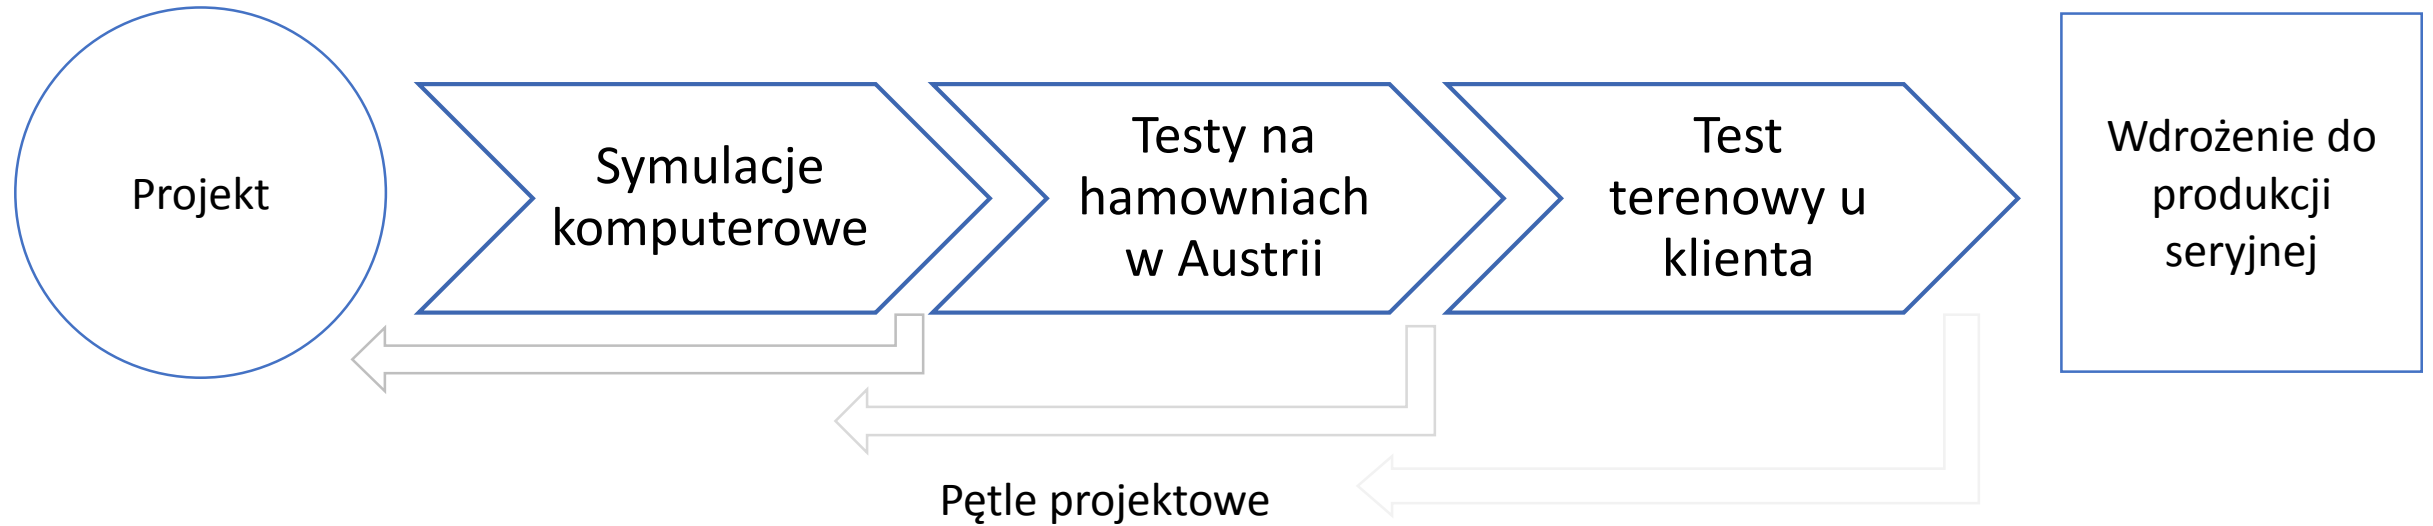 Projekt
Symulacje
komputerowe
Testy na
hamowniach
w Austrii
Test
terenowy u
klienta
Wdrożenie do
produkcji
seryjnej
Pętle projektowe